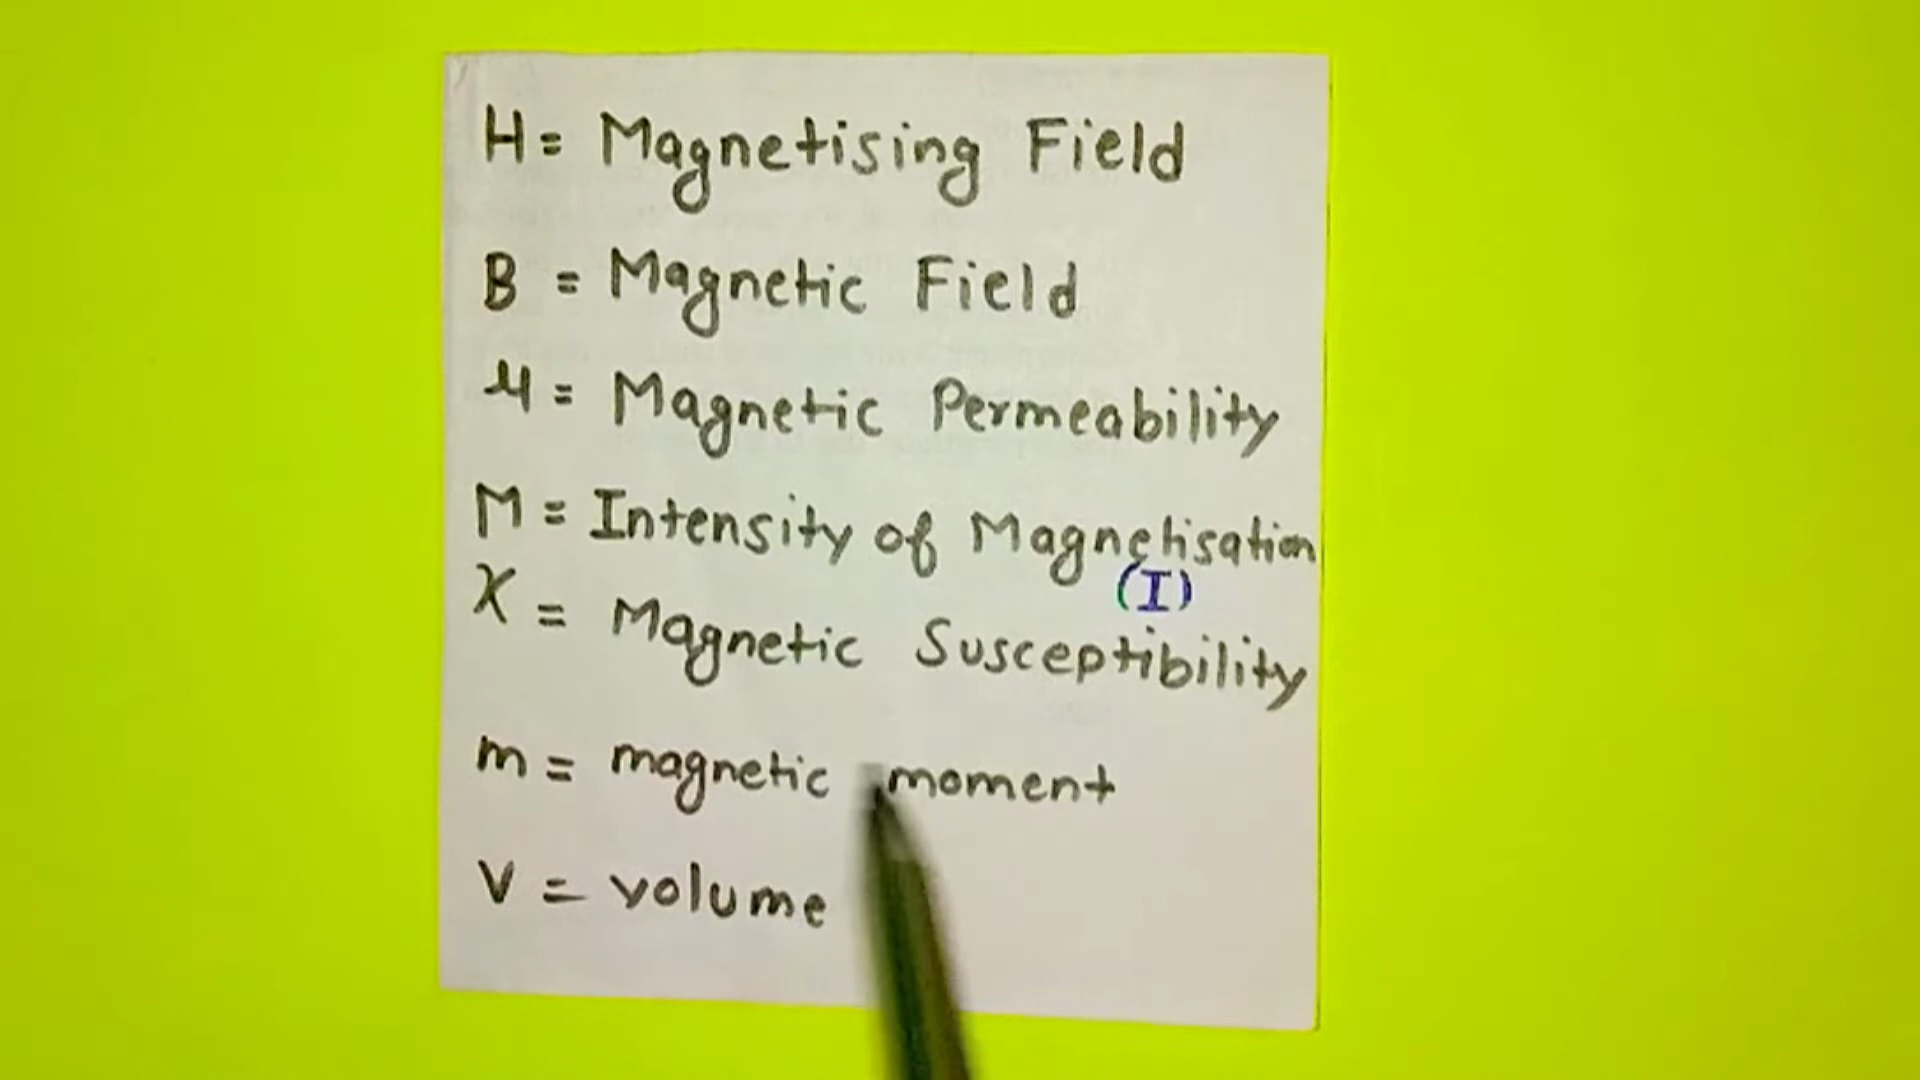 H = Magnetising Field
B = Magnetic Field
μ = Magnetic Permeability
M = Intensity of Magnetisation
(I)
χ = Magnetic Susceptibility
m = magnetic moment
V = volume